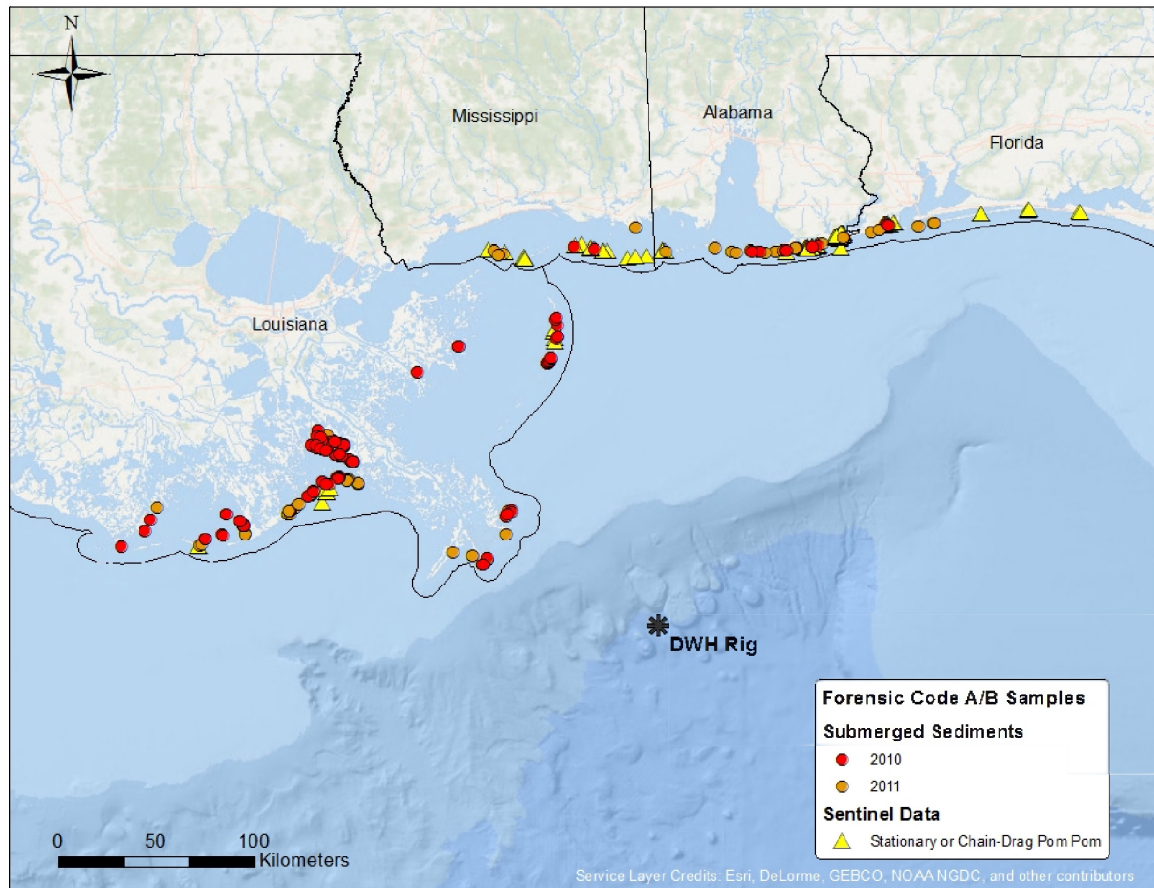 N
Mississippi
Alabama
Florida
Louisiana
DWH Rig
Forensic Code A/B Samples
Submerged Sediments
2010
2011
Sentinel Data
Stationary or Chain-Drag Pom Pom
0 50 100
Kilometers
Service Layer Credits: Esri, DeLorme, GEBCO, NOAA NGDC, and other contributors